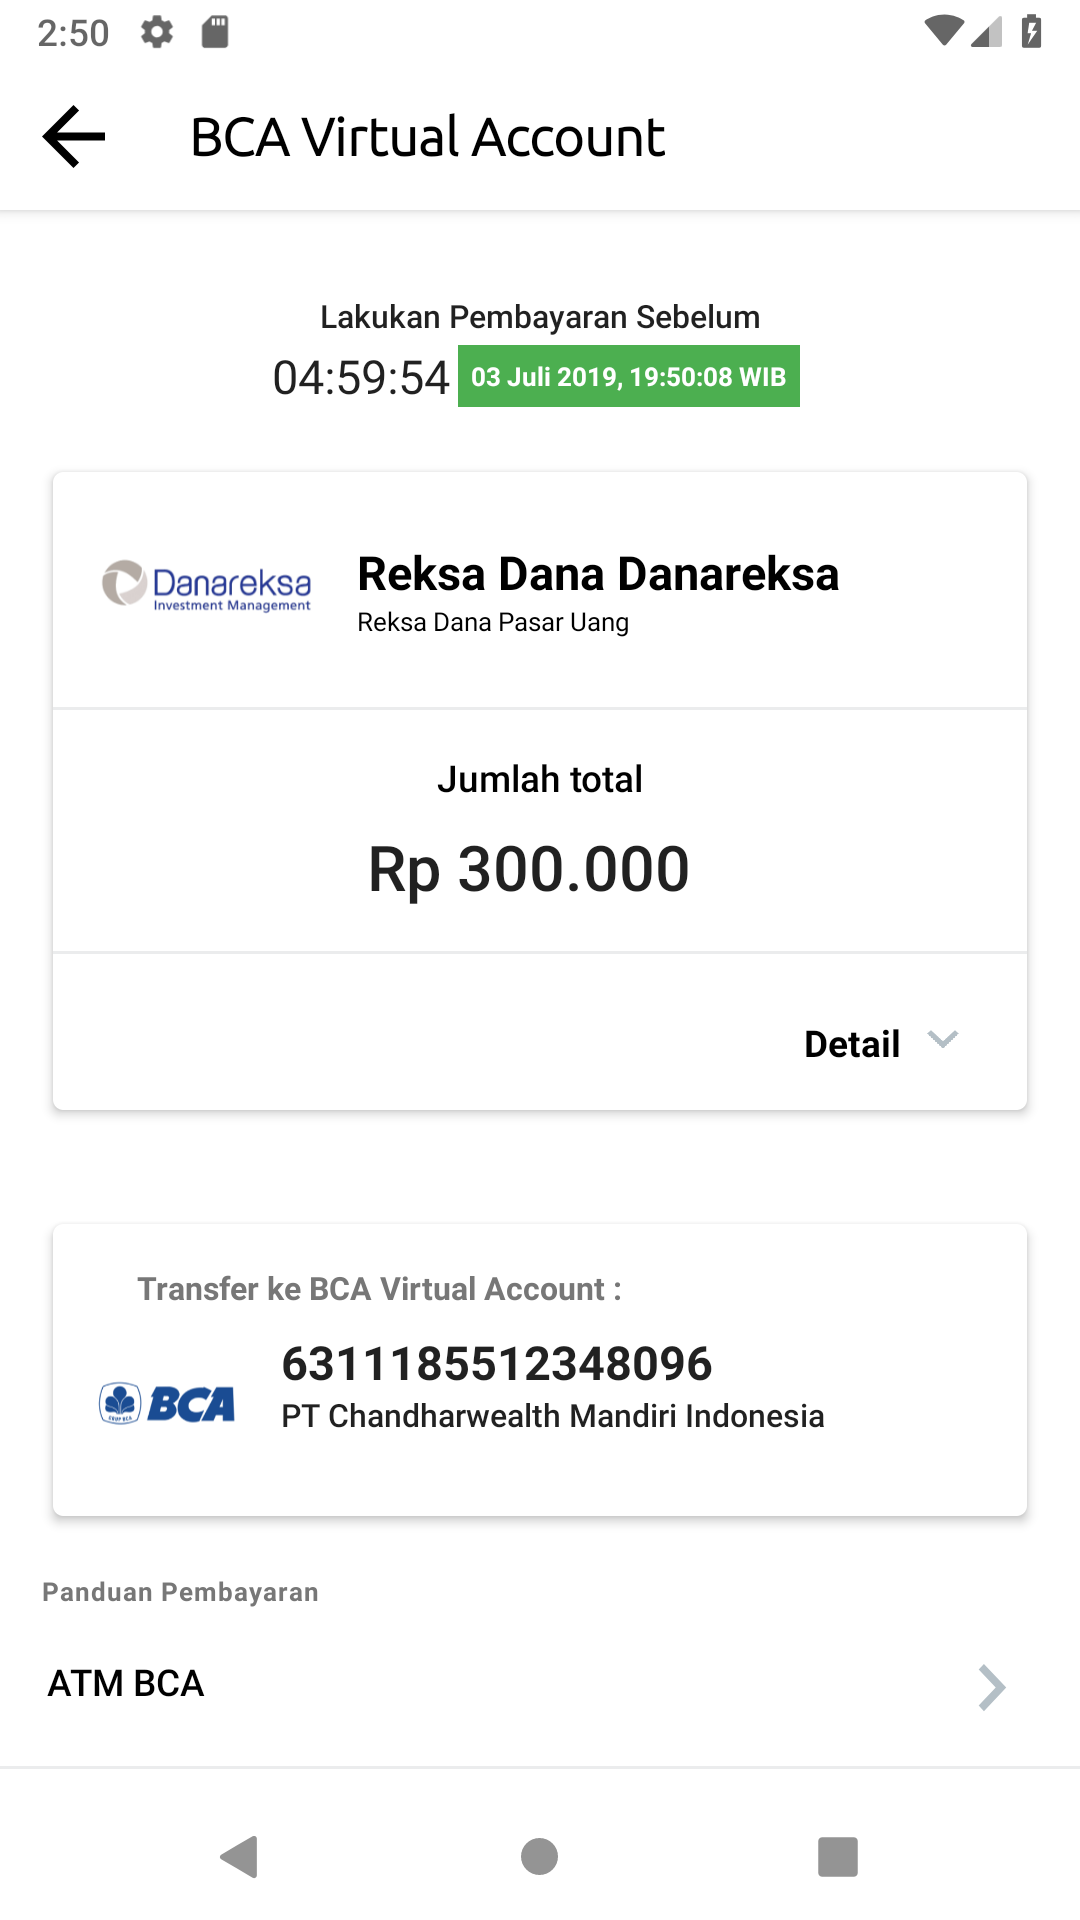 2:50
BCA Virtual Account
Lakukan Pembayaran Sebelum
04:59:54 03 Juli 2019, 19:50:08 WIB
Danareksa
Investment Management
Reksa Dana Danareksa
Reksa Dana Pasar Uang
Jumlah total
Rp 300.000
Detail
Transfer ke BCA Virtual Account :
BCA
6311185512348096
PT Chandharwealth Mandiri Indonesia
Panduan Pembayaran
ATM BCA